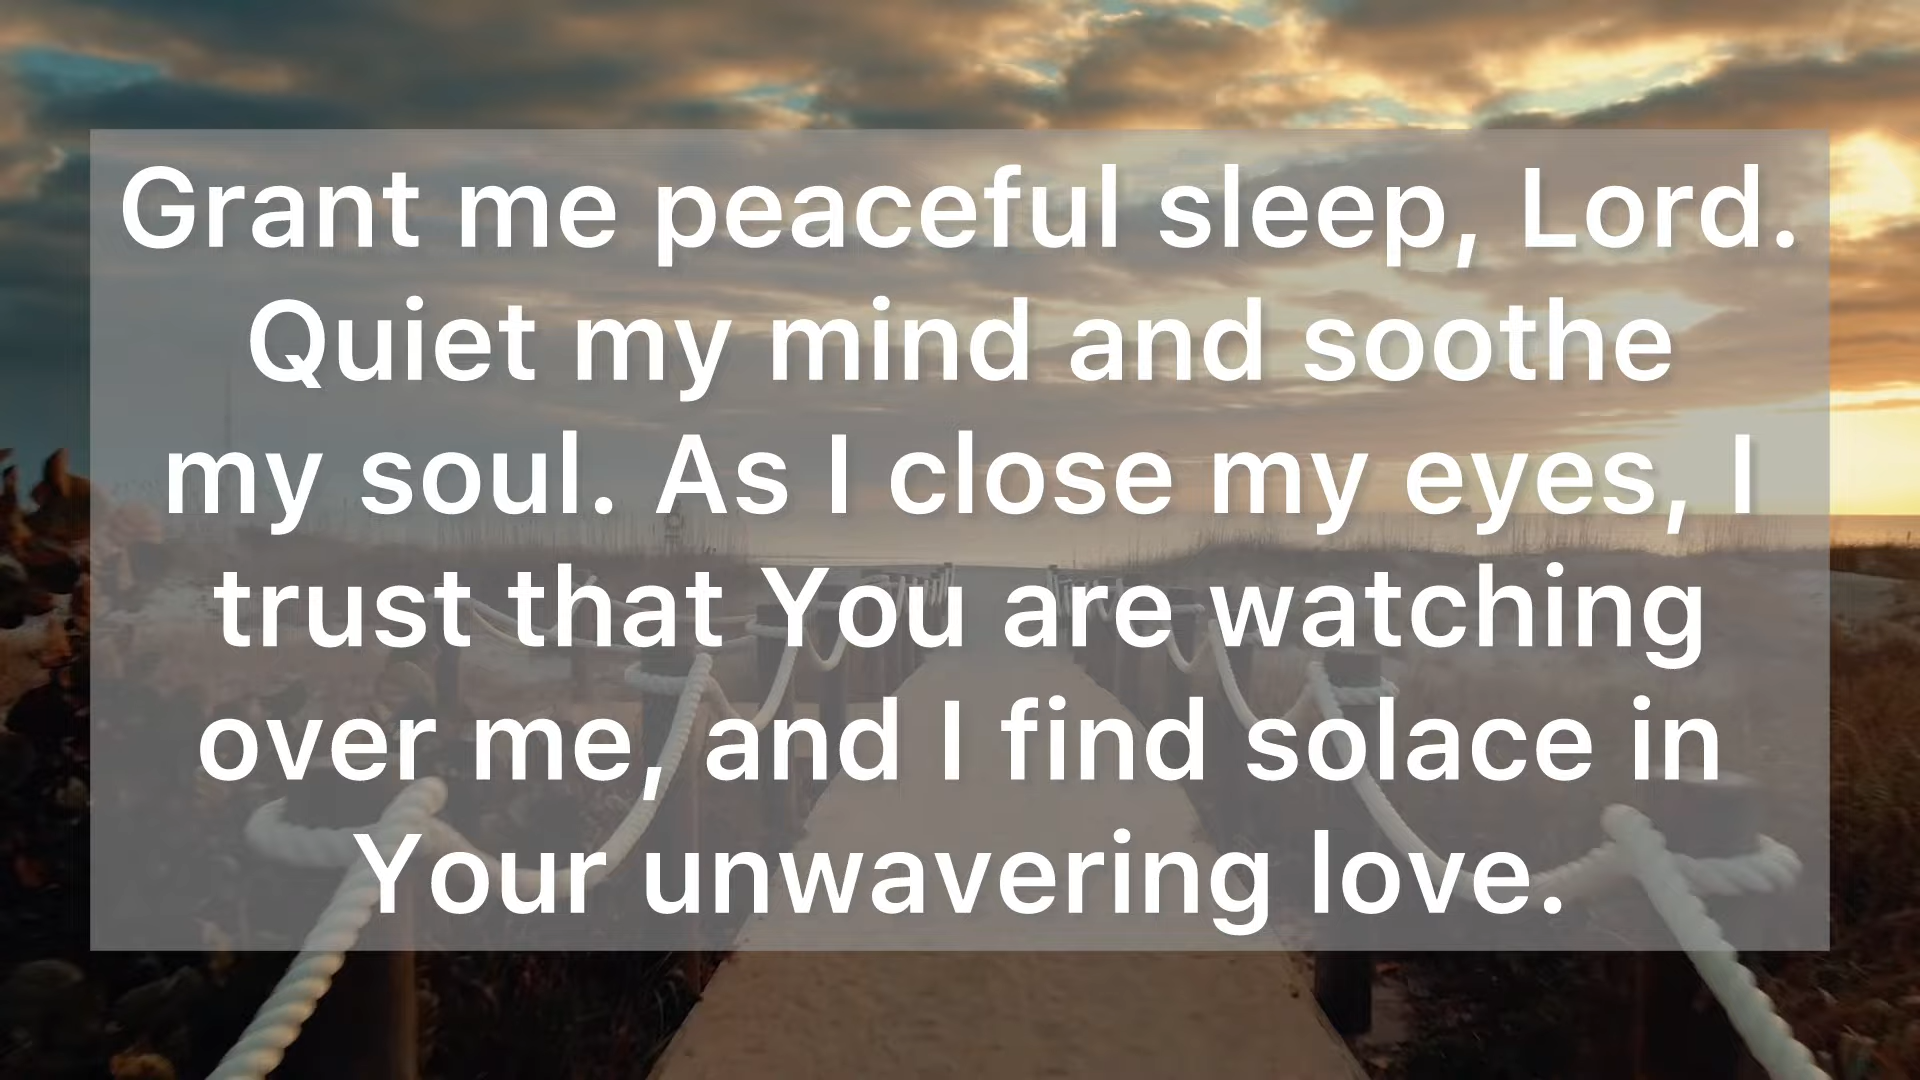 Grant me peaceful sleep, Lord.
Quiet my mind and soothe
my soul. As I close my eyes, I
trust that You are watching
over me, and I find solace in
Your unwavering love.